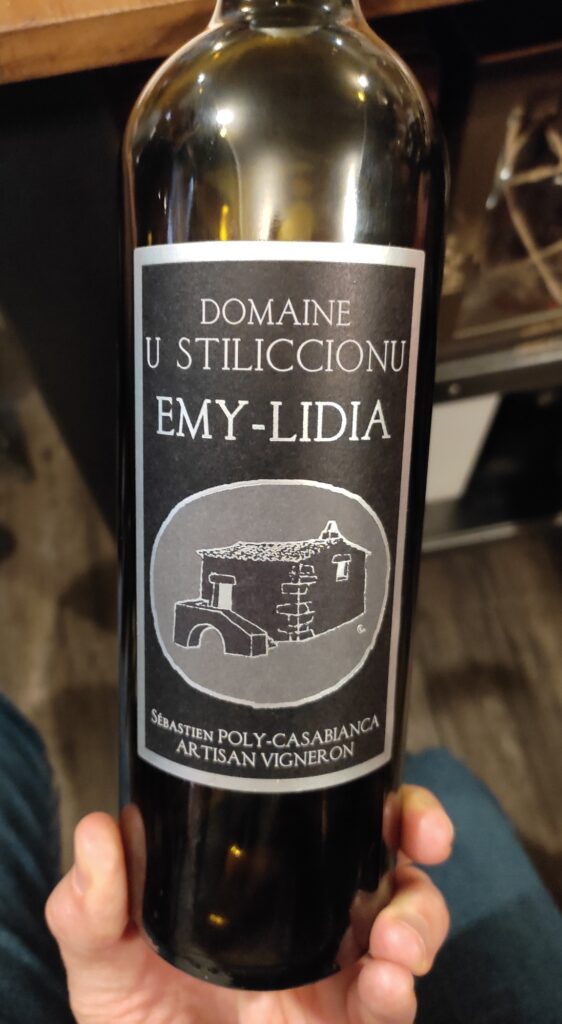 DOMAINE
U STILICCIONU
EMY-LIDIA
SÉBASTIEN POLY-CASABIANCA
ARTISAN VIGNERON